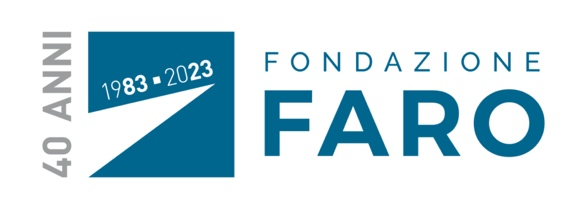 40 ANNI
1983 ▪ 2023
FONDAZIONE
FARO